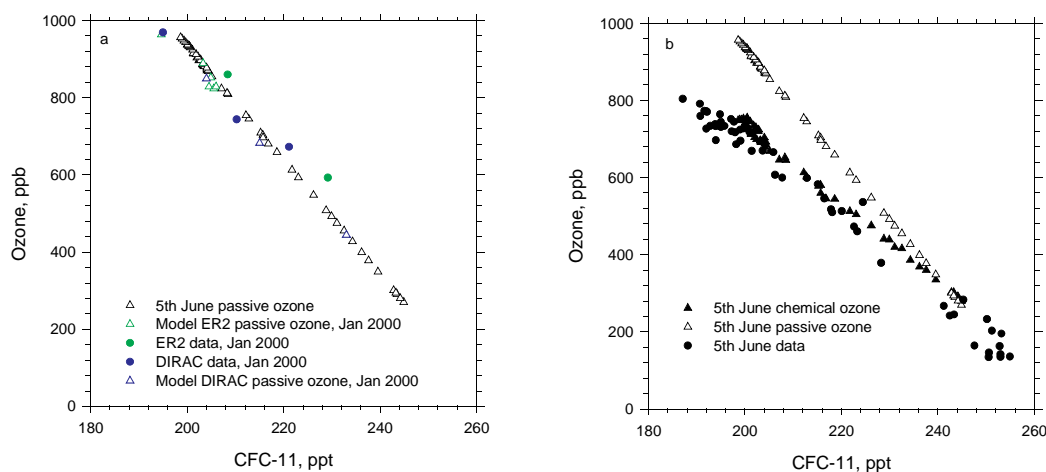 a
1000
800
600
400
200
0
Ozone, ppb
5th June passive ozone
Model ER2 passive ozone, Jan 2000
ER2 data, Jan 2000
DIRAC data, Jan 2000
Model DIRAC passive ozone, Jan 2000
180 200 220 240 260
CFC-11, ppt
b
1000
800
600
400
200
0
Ozone, ppb
5th June chemical ozone
5th June passive ozone
5th June data
180 200 220 240 260
CFC-11, ppt